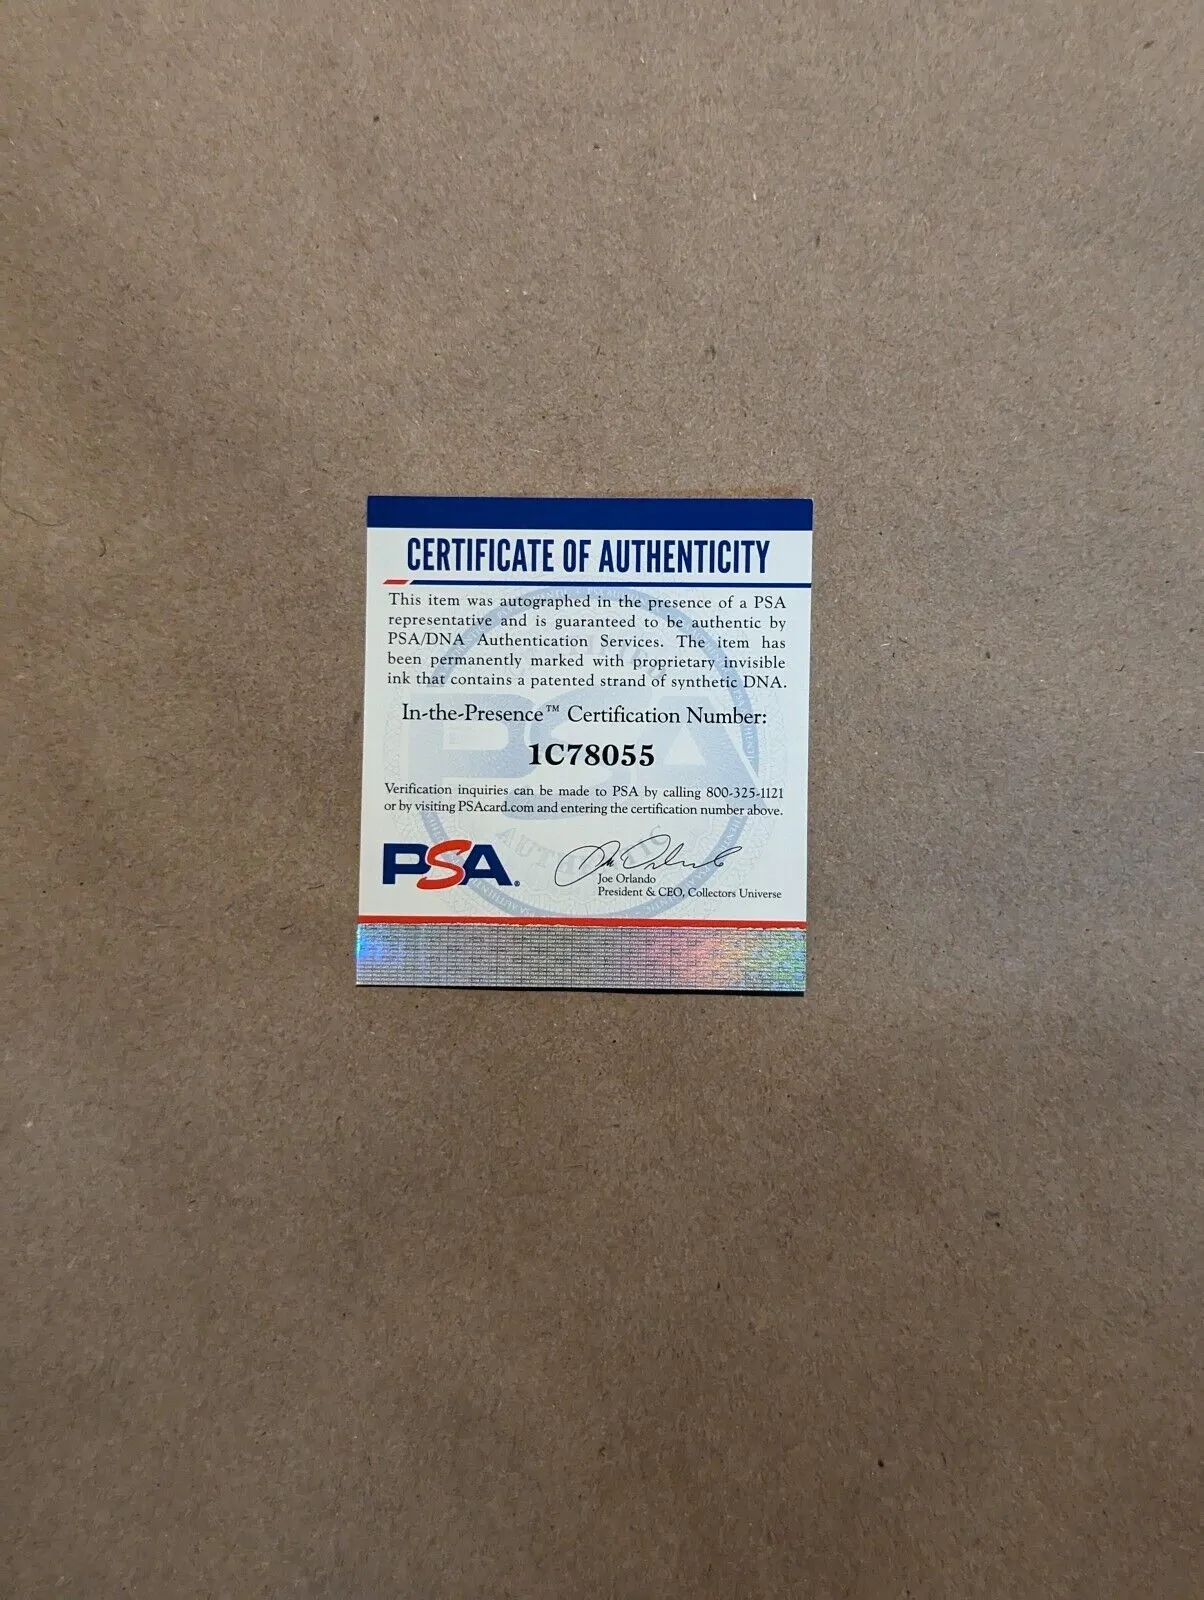 CERTIFICATE OF AUTHENTICITY
This item was autographed in the presence of a PSA
representative and is guaranteed to be authentic by
PSA/DNA Authentication Services. The item has
been permanently marked with proprietary invisible
ink that contains a patented strand of synthetic DNA.
In-the-Presence™ Certification Number:
1C78055
Verification inquiries can be made to PSA by calling 800-325-1121
or by visiting PSAcard.com and entering the certification number above.
PSA®
Joe Orlando
Joe Orlando
President & CEO, Collectors Universe